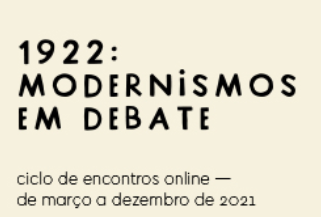 1922:
MODERNiSMOS
EM DEBATE
ciclo de encontros online —
de março a dezembro de 2021